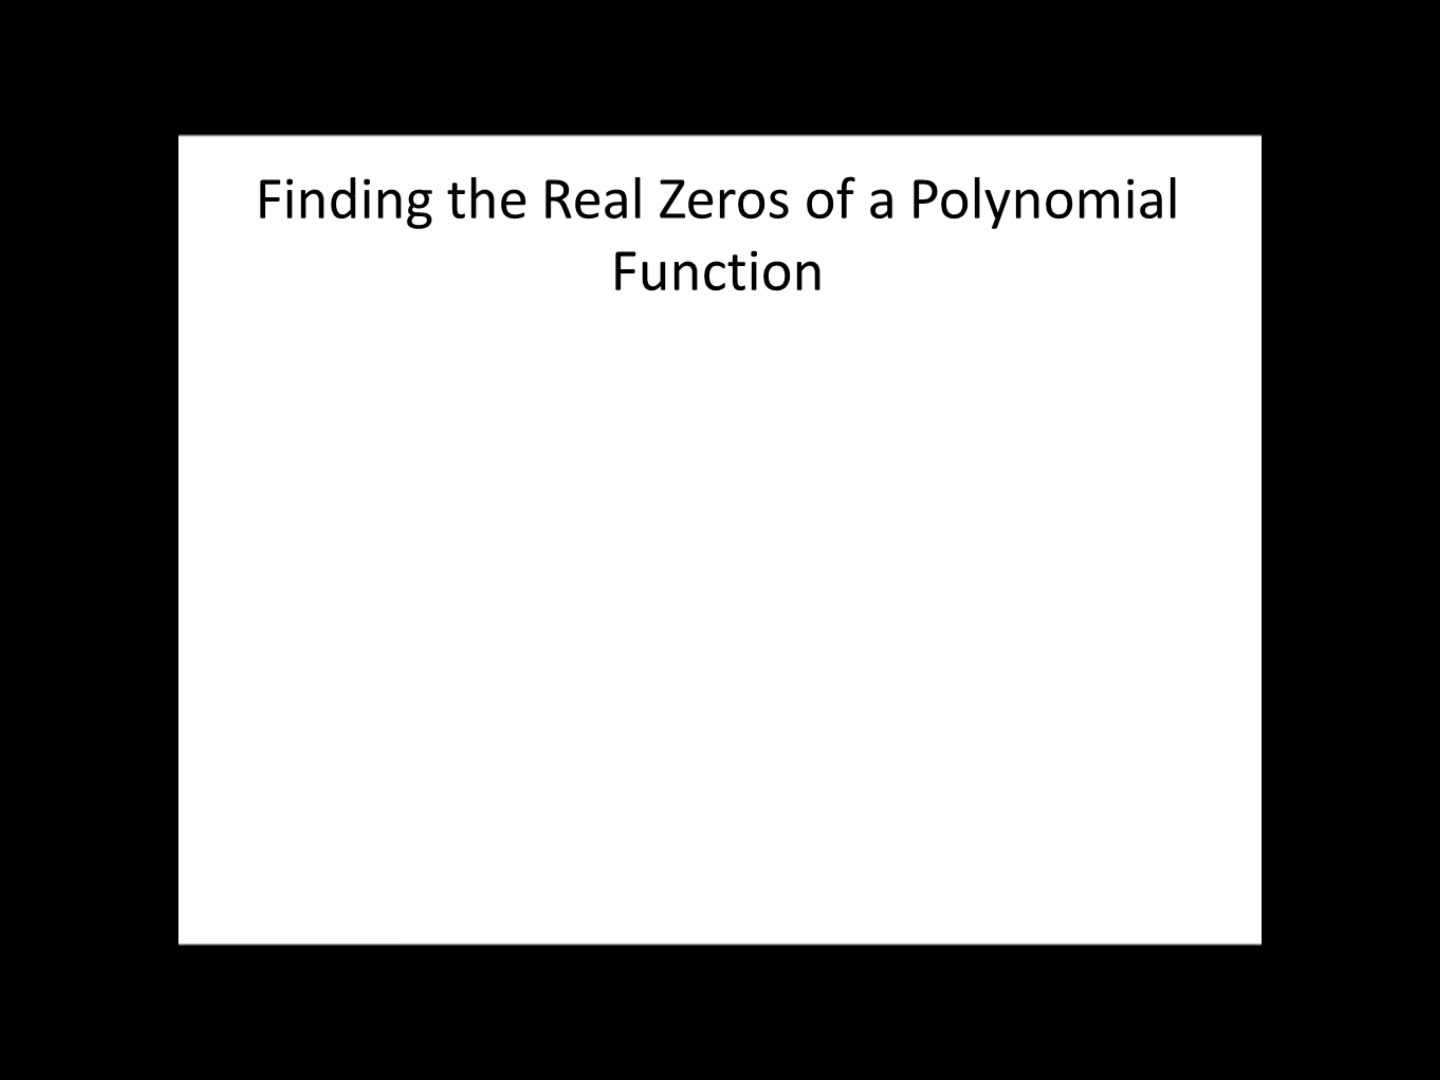 Finding the Real Zeros of a Polynomial
Function